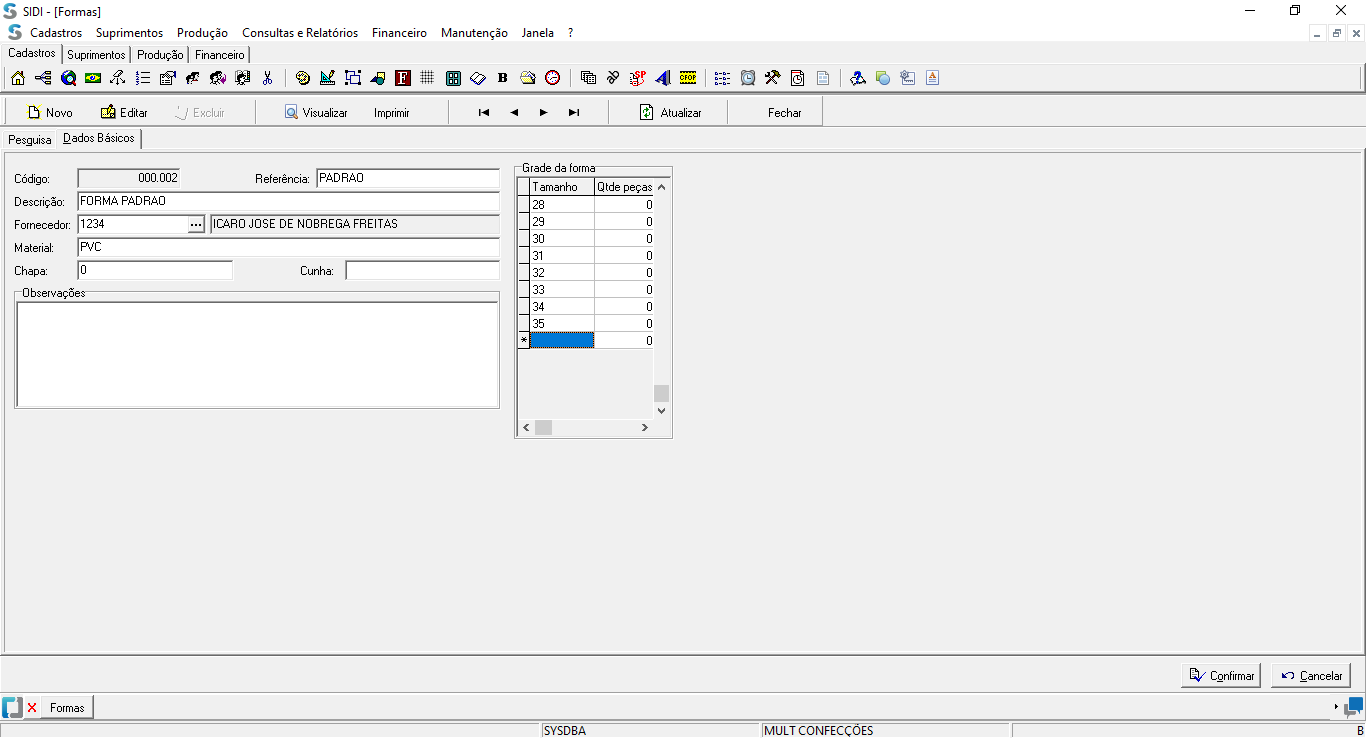 SIDI - [Formas]
Cadastros Suprimentos Produção Consultas e Relatórios Financeiro Manutenção Janela ?
Cadastros Suprimentos Produção Financeiro
F B SP SP CFOP A
Novo Editar Excluir Visualizar Imprimir Atualizar Fechar
Pesquisa Dados Básicos
Código: 000.002 Referência: PADRAO
Descrição: FORMA PADRAO
Fornecedor: 1234 ... ICARO JOSE DE NOBREGA FREITAS
Material: PVC
Chapa: 0 Cunha:
Observações
Grade da forma
Tamanho Qtde peças
28 0
29 0
30 0
31 0
32 0
33 0
34 0
35 0
* 0
Confirmar Cancelar
Formas
SYSDBA MULT CONFECÇÕES B